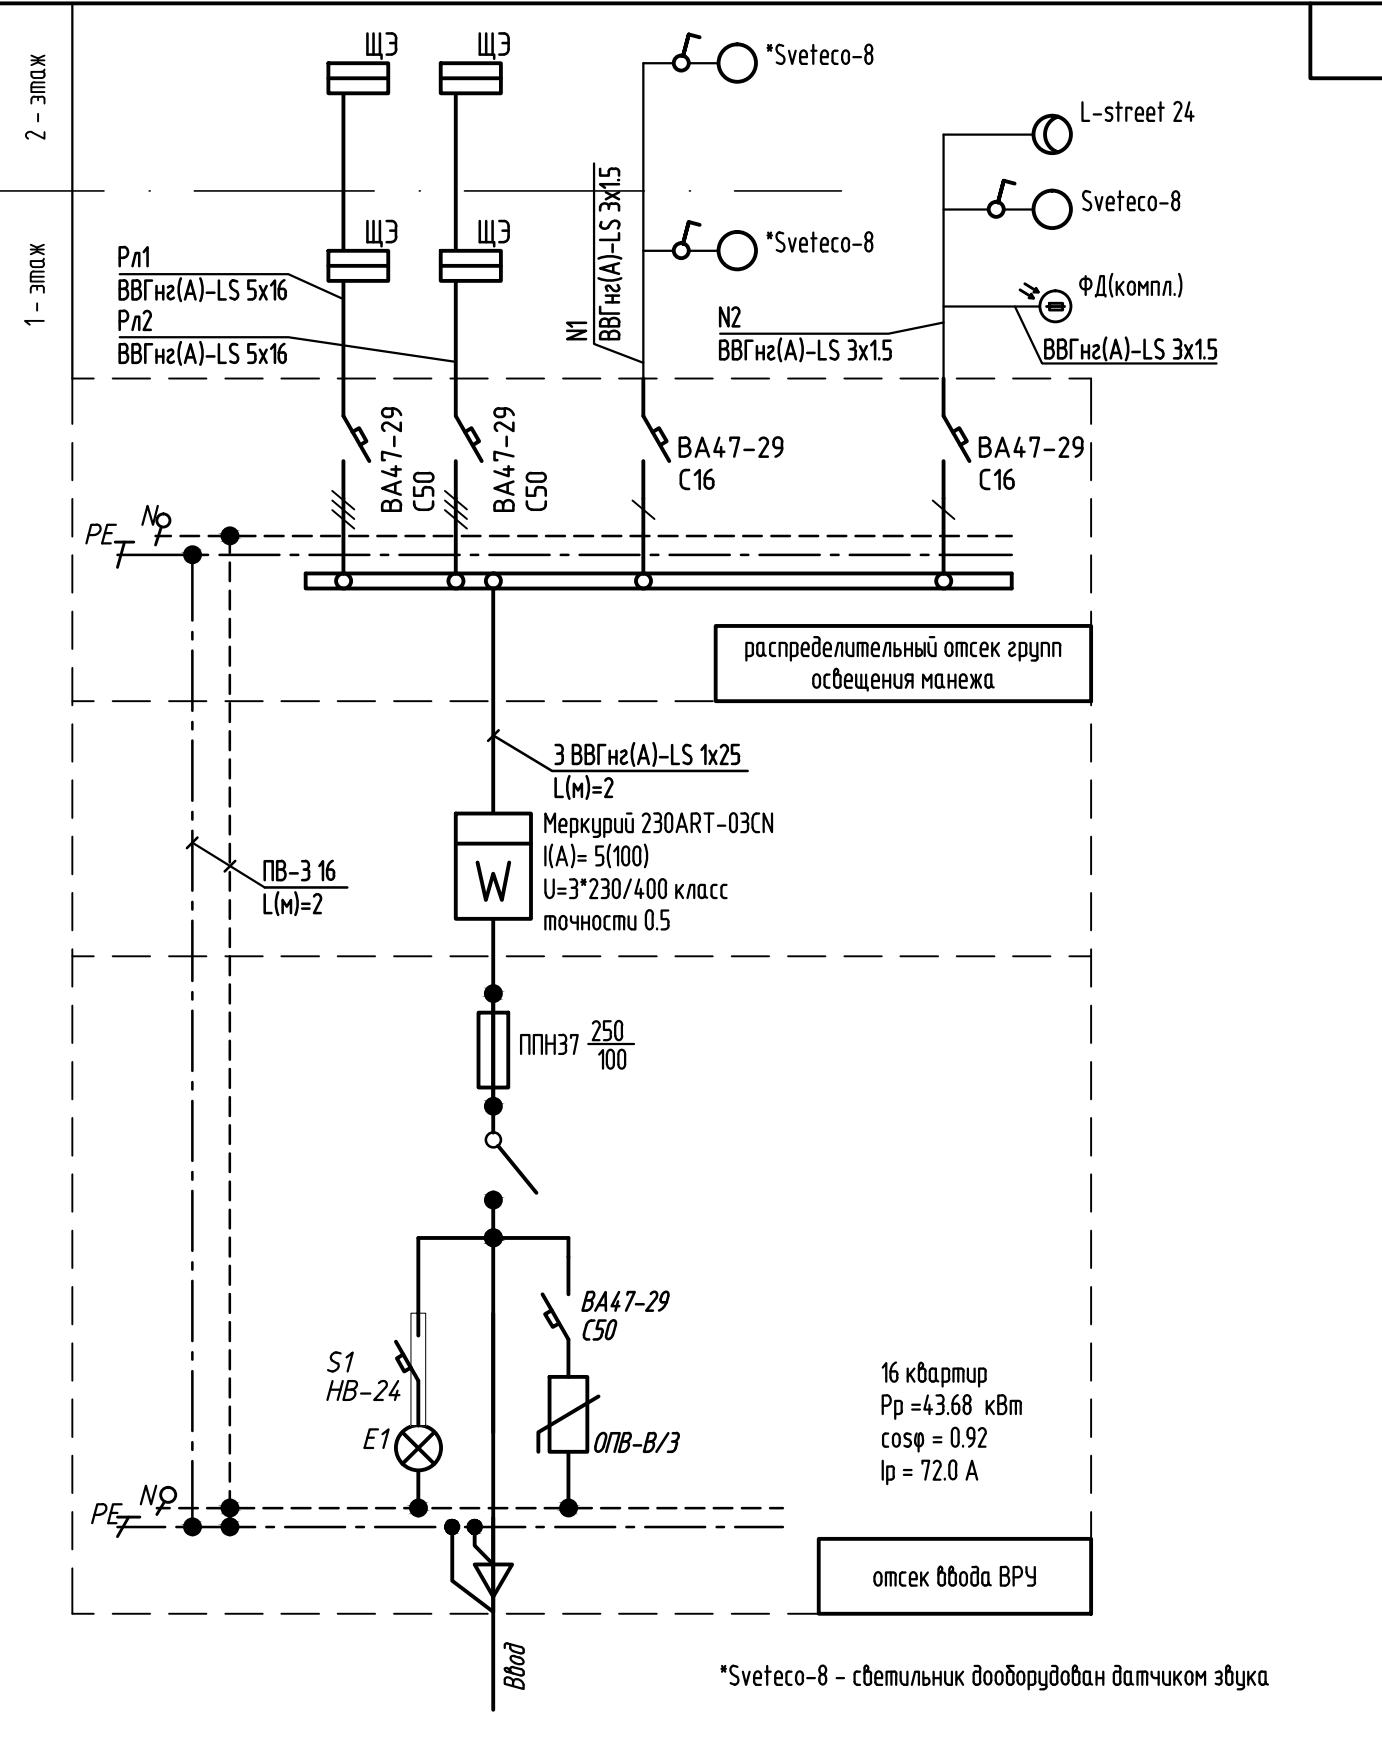 2 - этаж
1 - этаж
ЩЭ
ЩЭ
*Sveteco-8
L-street 24
Sveteco-8
ЩЭ
ЩЭ
*Sveteco-8
ФД(компл.)
Рл1
ВВГнг(А)-LS 5х16
Рл2
ВВГнг(А)-LS 5х16
N1
ВВГнг(А)-LS 3х1.5
N2
ВВГнг(А)-LS 3х1.5
ВВГнг(А)-LS 3х1.5
ВА47-29
С50
ВА47-29
С50
ВА47-29
С16
ВА47-29
С16
N
PE
распределительный отсек групп
освещения манежа
3 ВВГнг(А)-LS 1х25
L(м)=2
Меркурий 230ART-03CN
I(A)= 5(100)
U=3*230/400 класс
точности 0.5
W
ПВ-3 16
L(м)=2
ППН37 250
100
ВА47-29
С50
S1
НВ-24
E1
ОПВ-В/3
16 квартир
Рр =43.68 кВт
cosφ = 0.92
Iр = 72.0 А
N
PE
отсек ввода ВРУ
Ввод
*Sveteco-8 - светильник дооборудован датчиком звука